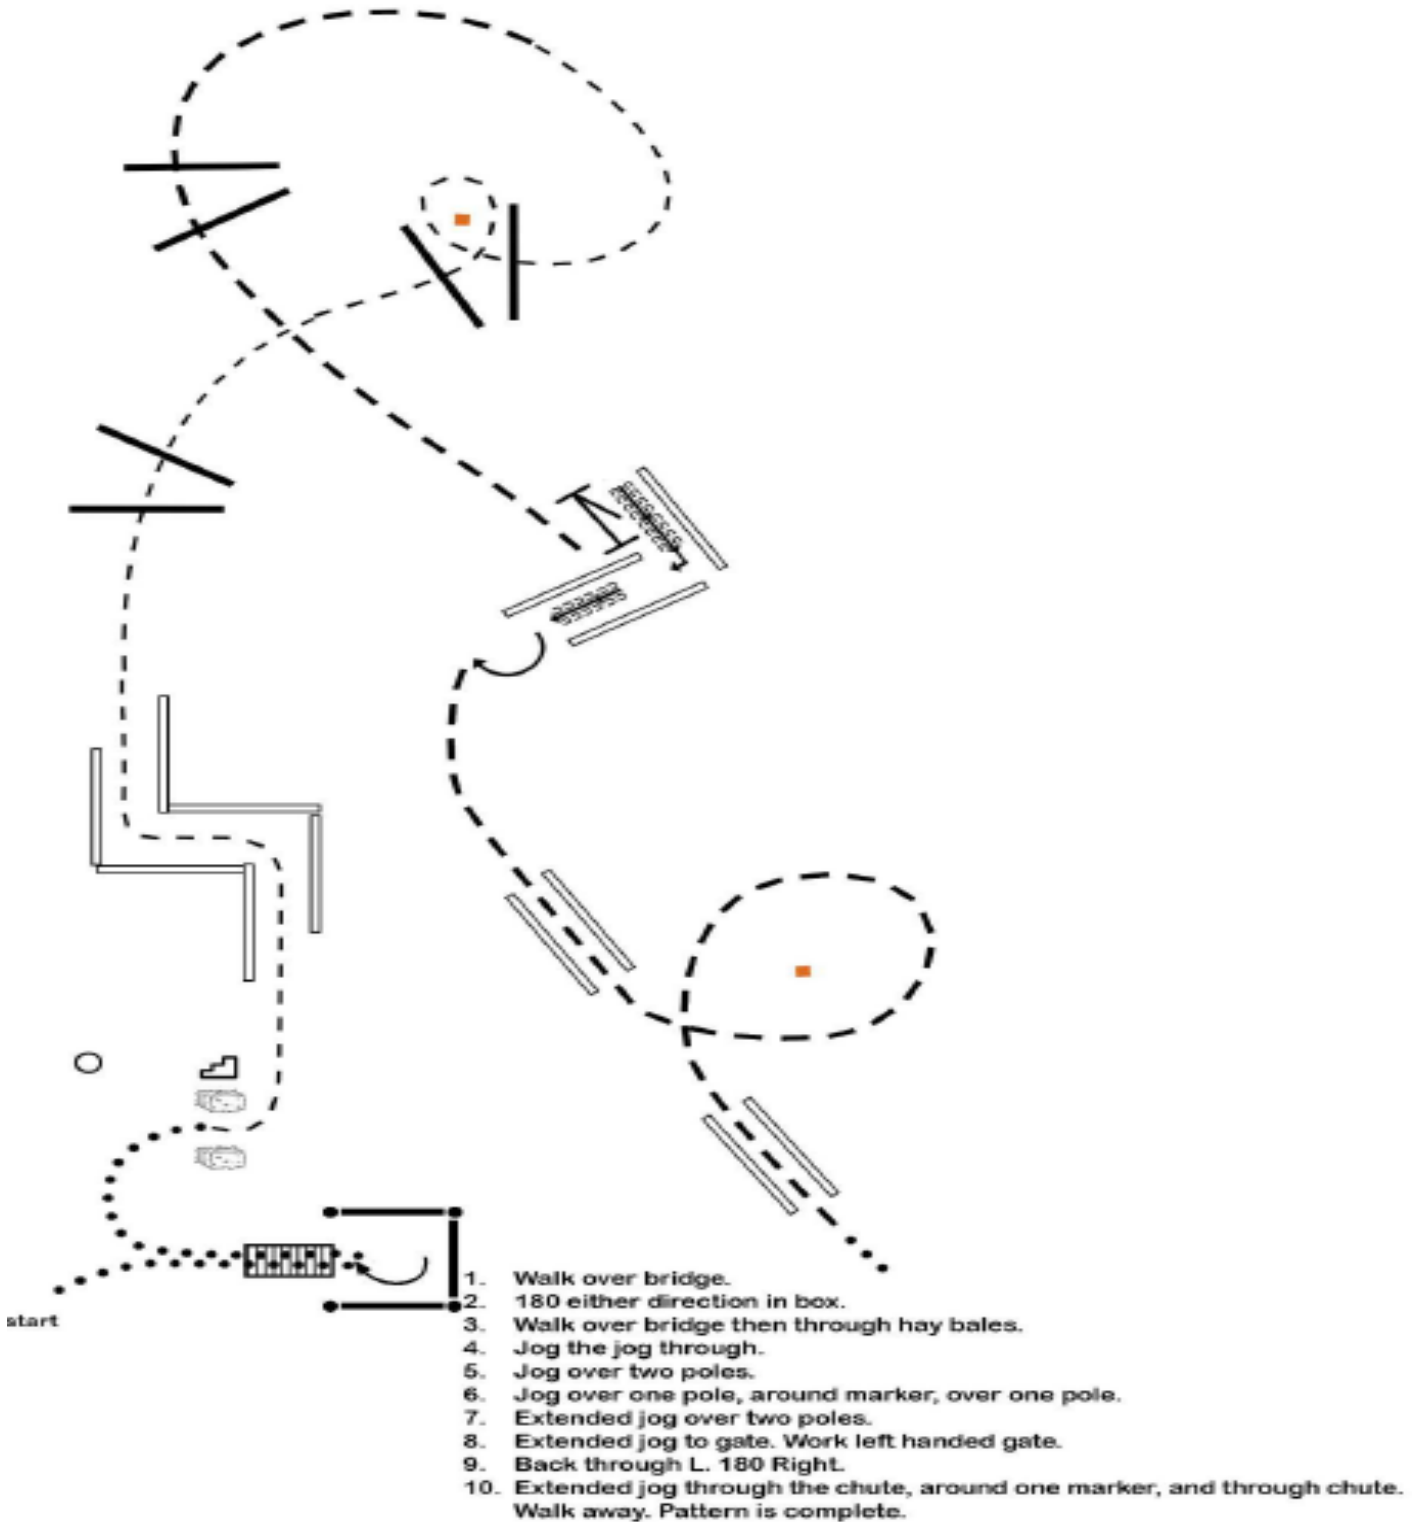 start
1. Walk over bridge.
2. 180 either direction in box.
3. Walk over bridge then through hay bales.
4. Jog the jog through.
5. Jog over two poles.
6. Jog over one pole, around marker, over one pole.
7. Extended jog over two poles.
8. Extended jog to gate. Work left handed gate.
9. Back through L. 180 Right.
10. Extended jog through the chute, around one marker, and through chute.
Walk away. Pattern is complete.